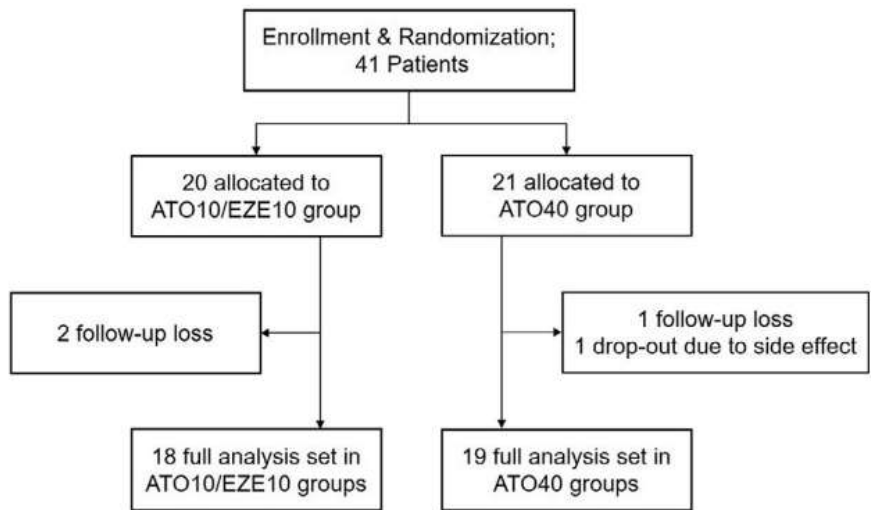 Enrollment & Randomization;
41 Patients
20 allocated to
ATO10/EZE10 group
21 allocated to
ATO40 group
2 follow-up loss
1 follow-up loss
1 drop-out due to side effect
18 full analysis set in
ATO10/EZE10 groups
19 full analysis set in
ATO40 groups